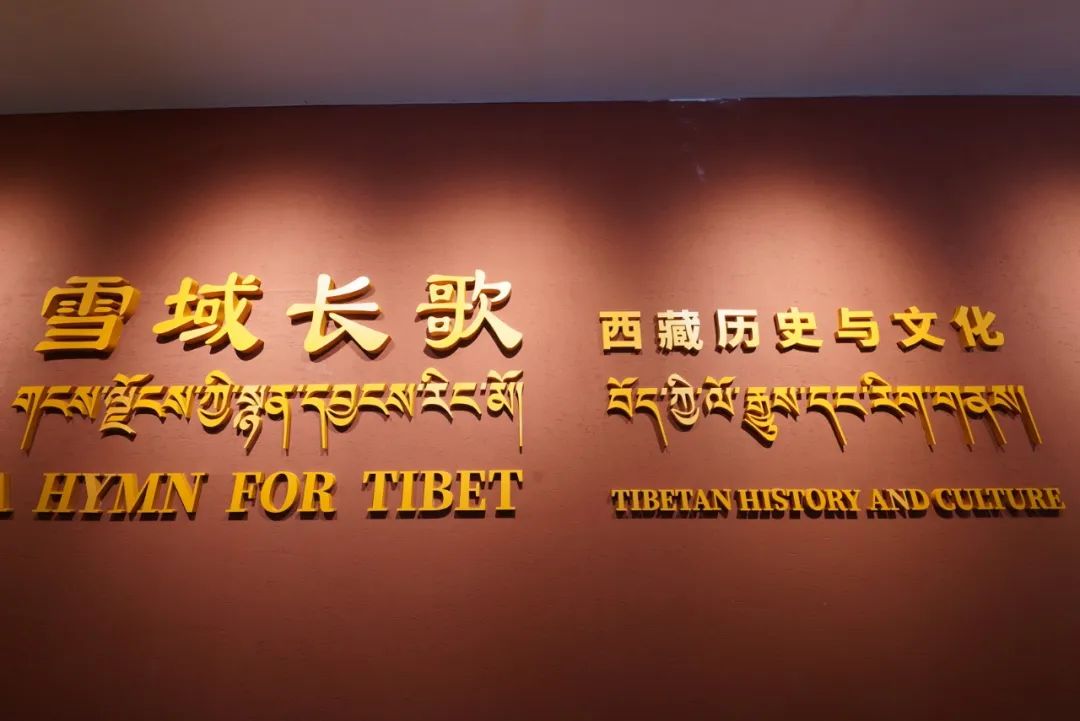 雪域长歌
གངས་ལྗོངས་ཀྱི་སྙན་དབྱངས་རིང་མོ།
A HYMN FOR TIBET
西藏历史与文化
བོད་ཀྱི་ལོ་རྒྱུས་དང་རིག་གནས།
TIBETAN HISTORY AND CULTURE